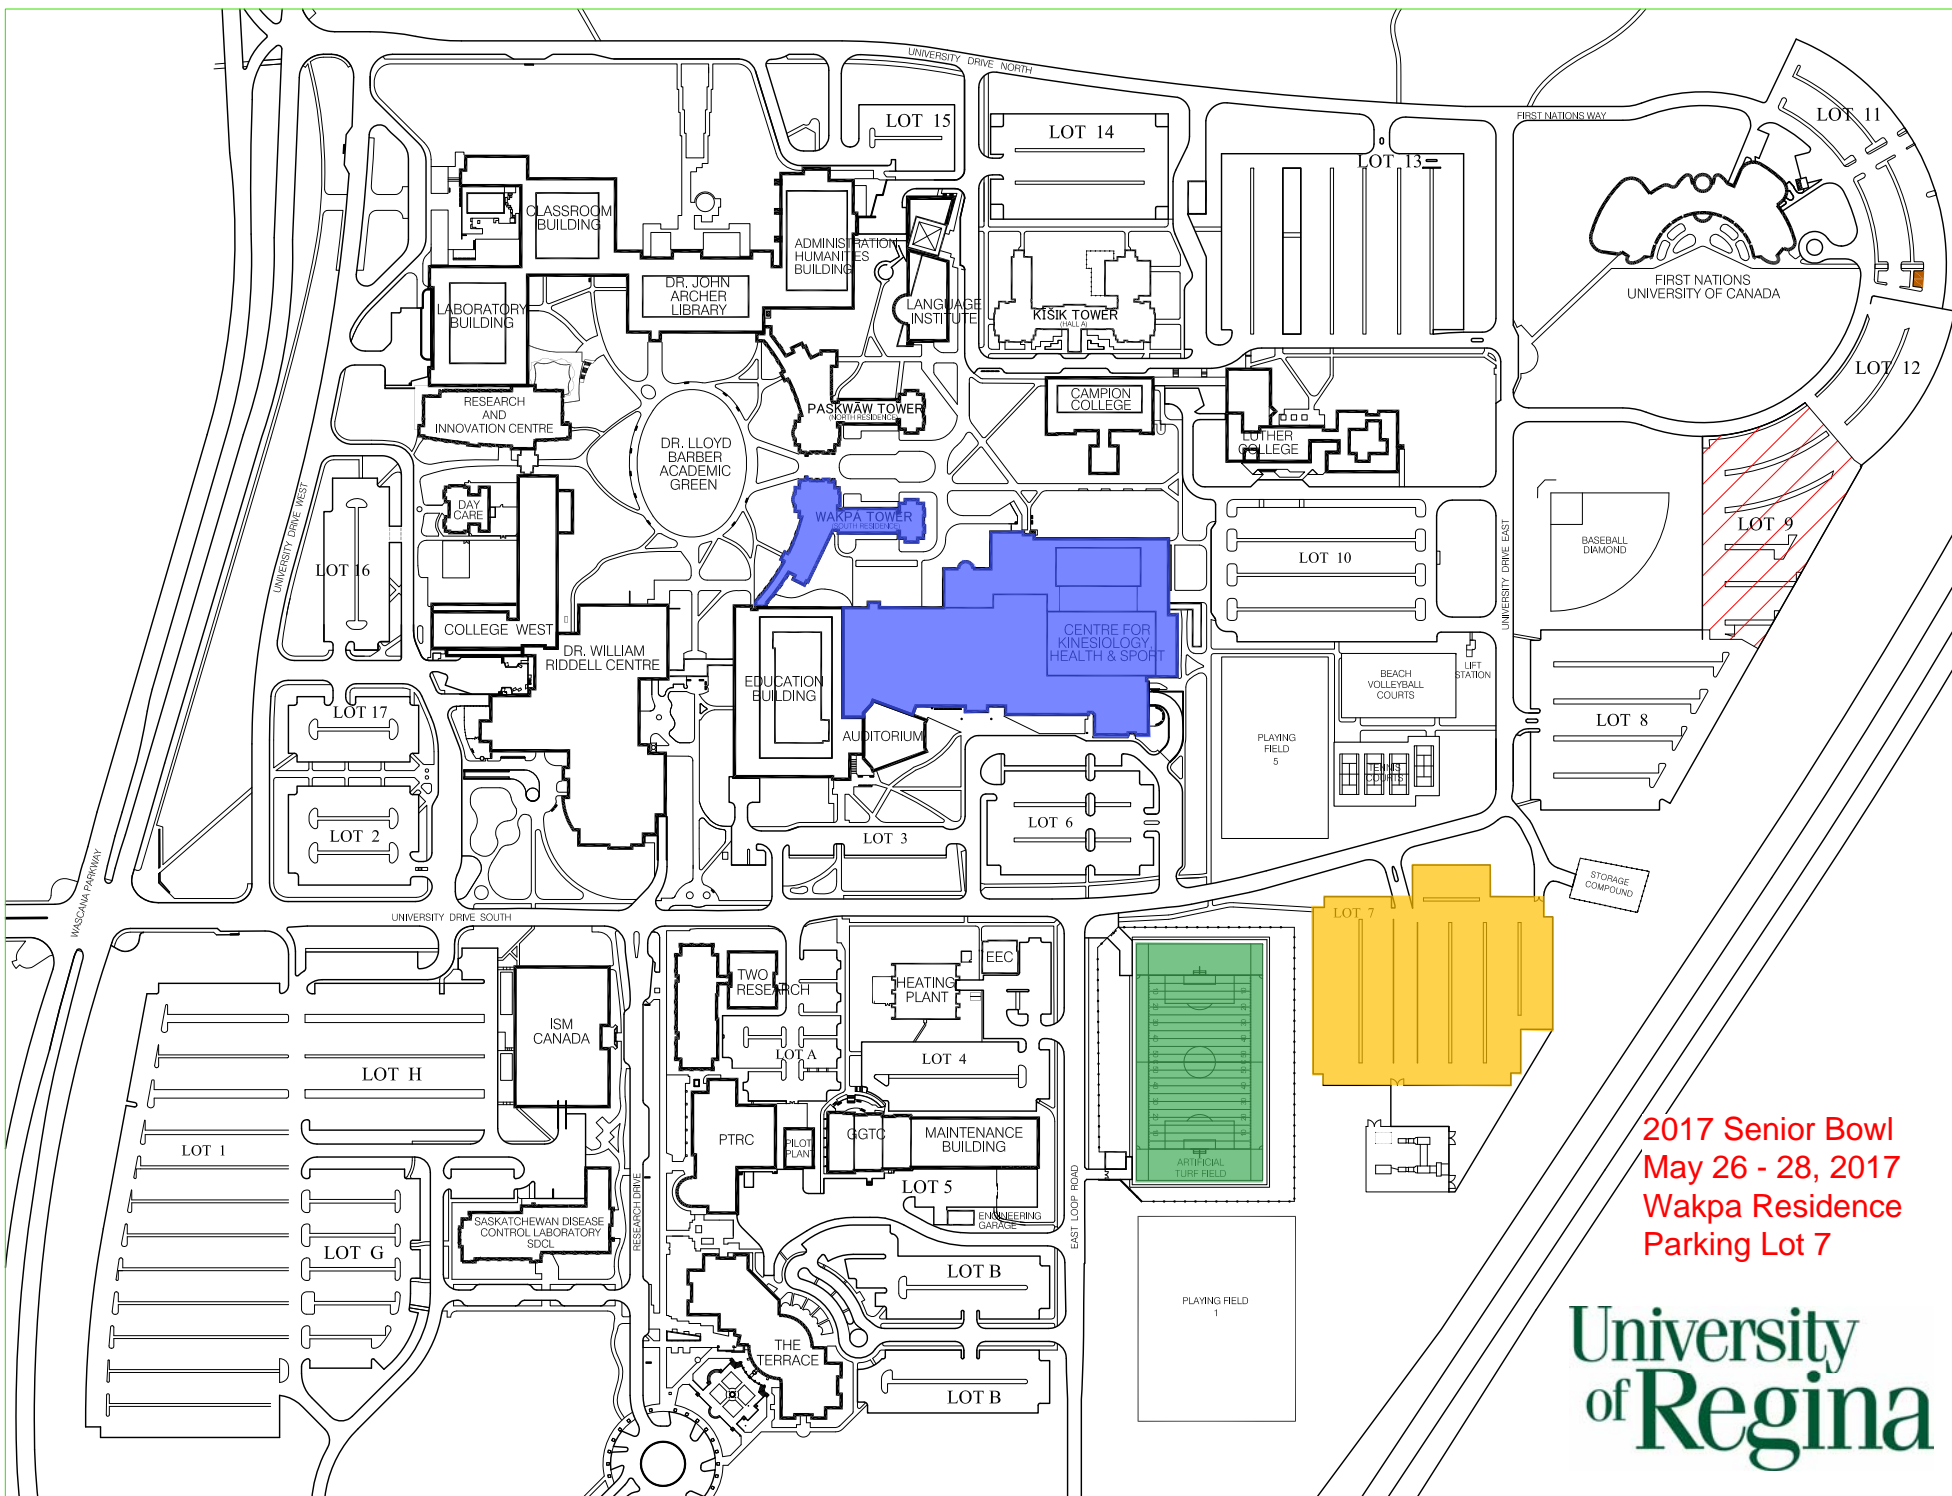 UNIVERSITY DRIVE NORTH
FIRST NATIONS WAY
LOT 11
LOT 15
LOT 14
LOT 13
CLASSROOM
BUILDING
ADMINISTRATION
HUMANITIES
BUILDING
DR. JOHN
ARCHER
LIBRARY
LABORATORY
BUILDING
LANGUAGE
INSTITUTE
KĪŠIK TOWER
(HALL A)
FIRST NATIONS
UNIVERSITY OF CANADA
LOT 12
RESEARCH
AND
INNOVATION CENTRE
PASKWĀW TOWER
(NORTH RESIDENCE)
CAMPION
COLLEGE
LUTHER
COLLEGE
DR. LLOYD
BARBER
ACADEMIC
GREEN
DAY
CARE
WAKPÁ TOWER
(SOUTH RESIDENCE)
UNIVERSITY DRIVE WEST
LOT 16
LOT 10
UNIVERSITY DRIVE EAST
BASEBALL
DIAMOND
LOT 9
COLLEGE WEST
DR. WILLIAM
RIDDELL CENTRE
CENTRE FOR
KINESIOLOGY,
HEALTH & SPORT
EDUCATION
BUILDING
AUDITORIUM
BEACH
VOLLEYBALL
COURTS
LIFT
STATION
LOT 17
LOT 8
PLAYING
FIELD
5
TENNIS
COURTS
LOT 2
LOT 3
LOT 6
STORAGE
COMPOUND
WASCANA PARKWAY
UNIVERSITY DRIVE SOUTH
LOT 7
TWO
RESEARCH
HEATING
PLANT
EEC
ISM
CANADA
LOT A
LOT 4
LOT H
LOT 1
PTRC
PILOT
PLANT
GGTC
MAINTENANCE
BUILDING
ARTIFICIAL
TURF FIELD
LOT 5
ENGINEERING
GARAGE
EAST LOOP ROAD
RESEARCH DRIVE
SASKATCHEWAN DISEASE
CONTROL LABORATORY
SDCL
LOT G
LOT B
THE
TERRACE
LOT B
PLAYING FIELD
1
2017 Senior Bowl
May 26 - 28, 2017
Wakpa Residence
Parking Lot 7
University
of Regina